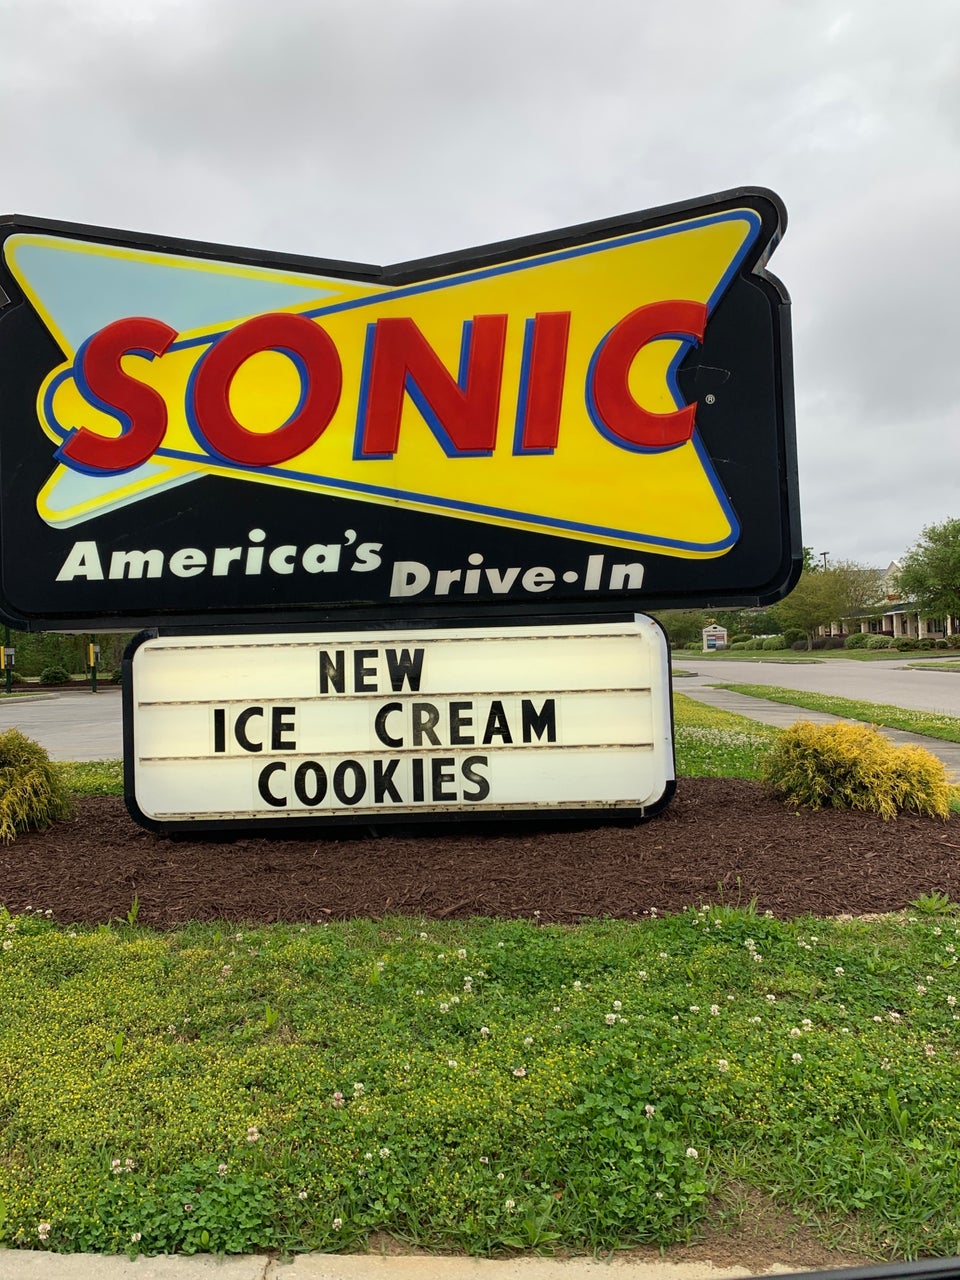 SONIC
®
America's Drive-In
NEW
ICE CREAM
COOKIES